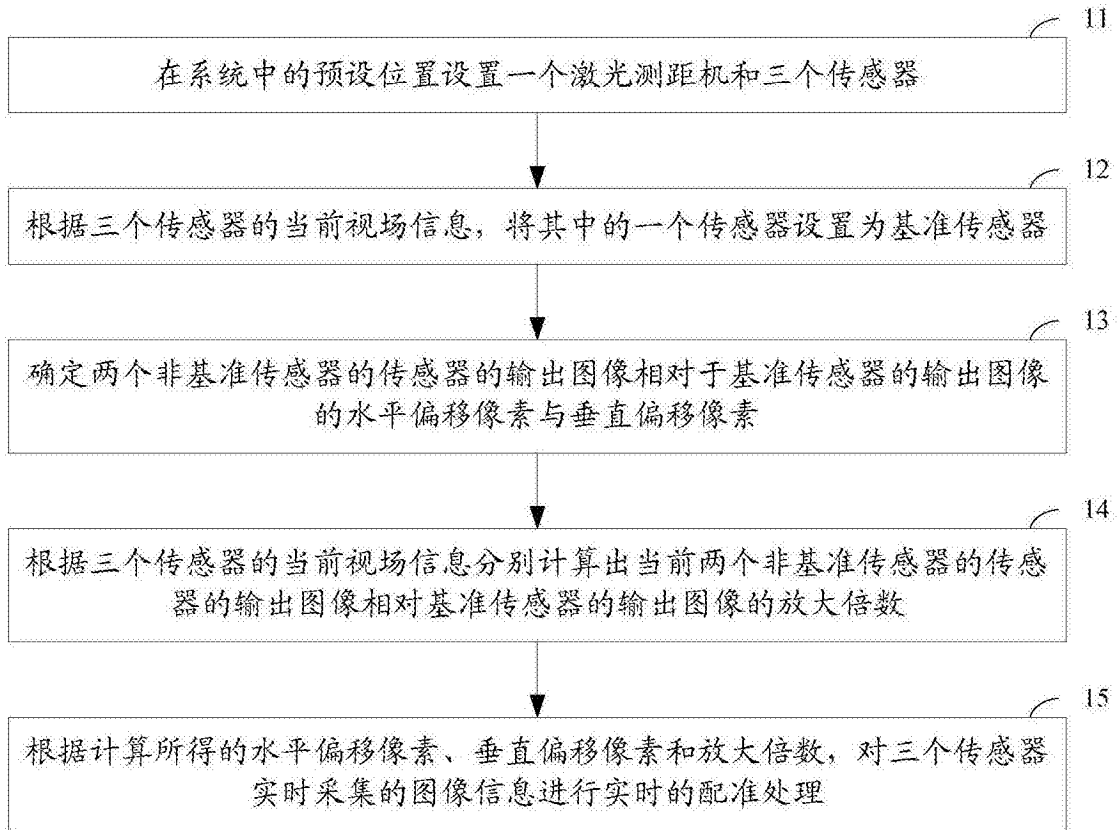 11
在系统中的预设位置设置一个激光测距机和三个传感器
12
根据三个传感器的当前视场信息，将其中的一个传感器设置为基准传感器
13
确定两个非基准传感器的传感器的输出图像相对于基准传感器的输出图像
的水平偏移像素与垂直偏移像素
14
根据三个传感器的当前视场信息分别计算出当前两个非基准传感器的传感
器的输出图像相对基准传感器的输出图像的放大倍数
15
根据计算所得的水平偏移像素、垂直偏移像素和放大倍数，对三个传感器
实时采集的图像信息进行实时的配准处理